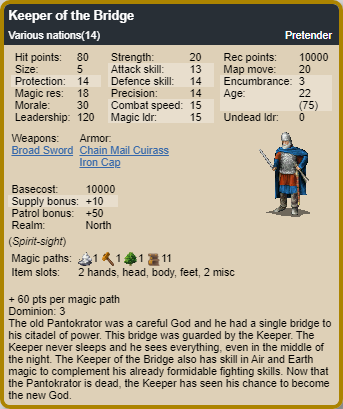 Keeper of the Bridge
Various nations(14) Pretender
Hit points: 80 Strength: 20 Rec points: 10000
Size: 5 Attack skill: 13 Map move: 20
Protection: 14 Defence skill: 14 Encumbrance: 3
Magic res: 18 Precision: 14 Age: 22
Morale: 30 Combat speed: 15 (75)
Leadership: 120 Magic ldr: 15 Undead ldr: 0
Weapons: Armor:
Broad Sword Chain Mail Cuirass
Iron Cap
Basecost: 10000
Supply bonus: +10
Patrol bonus: +50
Realm: North
(Spirit-sight)
Magic paths: 1 1 1 11
Item slots: 2 hands, head, body, feet, 2 misc
+ 60 pts per magic path
Dominion: 3
The old Pantokrator was a careful God and he had a single bridge to
his citadel of power. This bridge was guarded by the Keeper. The
Keeper never sleeps and he sees everything, even in the middle of
the night. The Keeper of the Bridge also has skill in Air and Earth
magic to complement his already formidable fighting skills. Now that
the Pantokrator is dead, the Keeper has seen his chance to become
the new God.